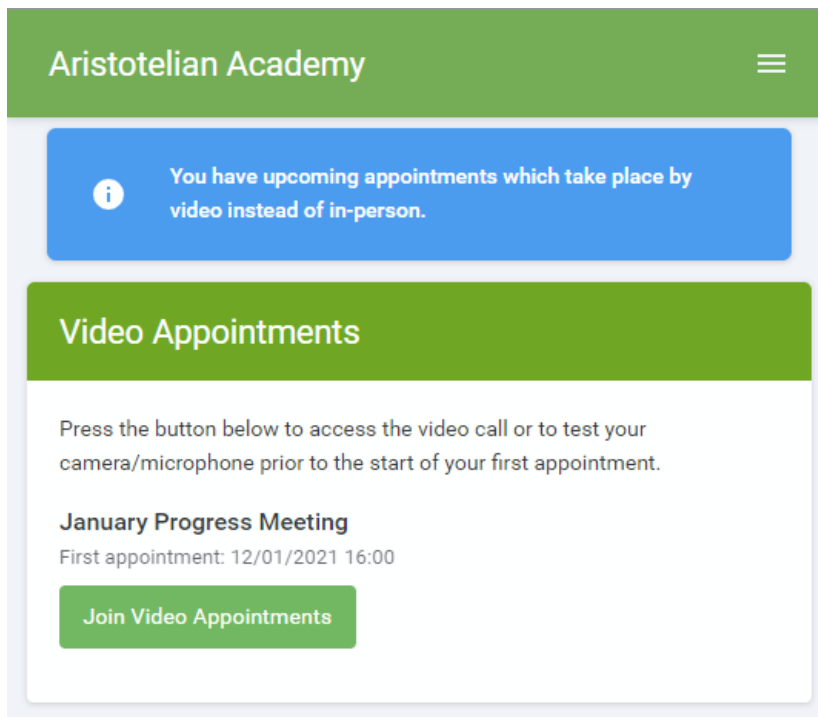 Aristotelian Academy
You have upcoming appointments which take place by
video instead of in-person.
Video Appointments
Press the button below to access the video call or to test your
camera/microphone prior to the start of your first appointment.
January Progress Meeting
First appointment: 12/01/2021 16:00
Join Video Appointments